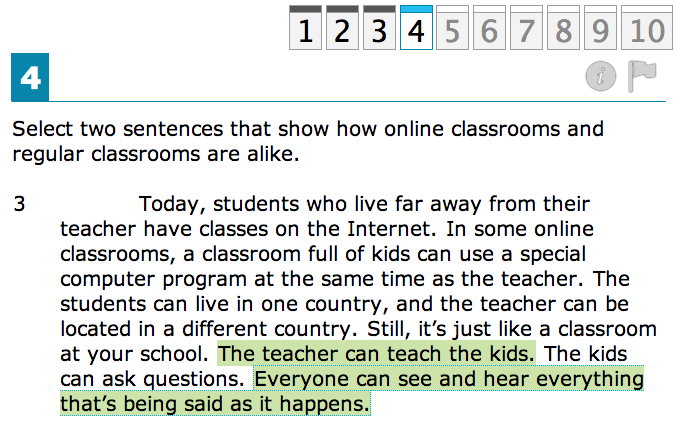 1 2 3 4 5 6 7 8 9 10
4
i
Select two sentences that show how online classrooms and
regular classrooms are alike.
3 Today, students who live far away from their
teacher have classes on the Internet. In some online
classrooms, a classroom full of kids can use a special
computer program at the same time as the teacher. The
students can live in one country, and the teacher can be
located in a different country. Still, it's just like a classroom
at your school. The teacher can teach the kids. The kids
can ask questions. Everyone can see and hear everything
that's being said as it happens.